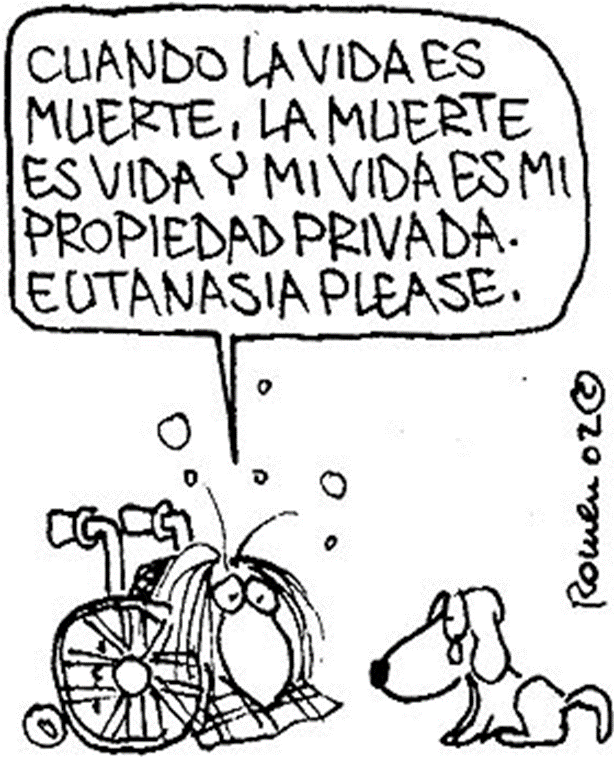 CUANDO LA VIDA ES
MUERTE, LA MUERTE
ES VIDA Y MI VIDA ES MI
PROPIEDAD PRIVADA.
EUTANASIA PLEASE.
Romeu 02 ©